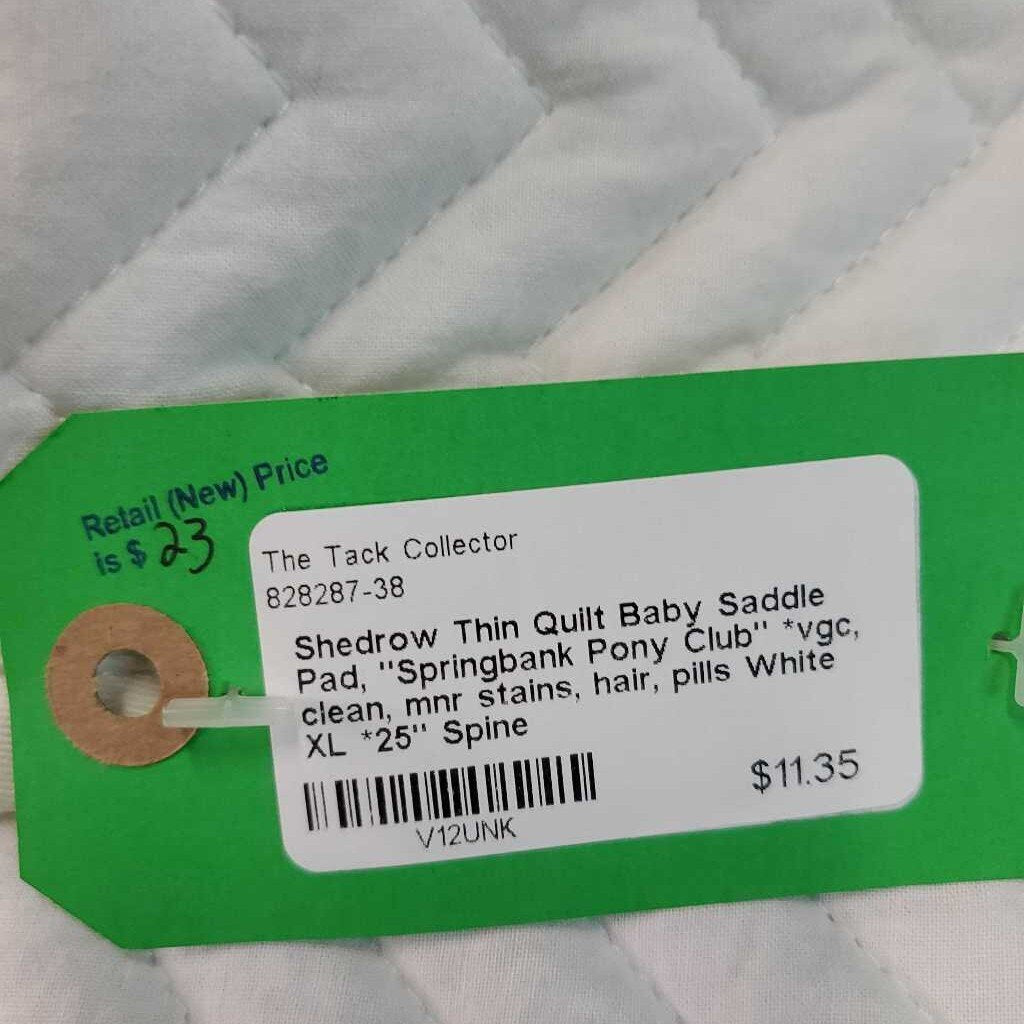 Retail (New) Price
is $ 23
The Tack Collector
828287-38
Shedrow Thin Quilt Baby Saddle
Pad, "Springbank Pony Club" *vgc,
clean, mnr stains, hair, pills White
XL *25" Spine
$11.35
V12UNK